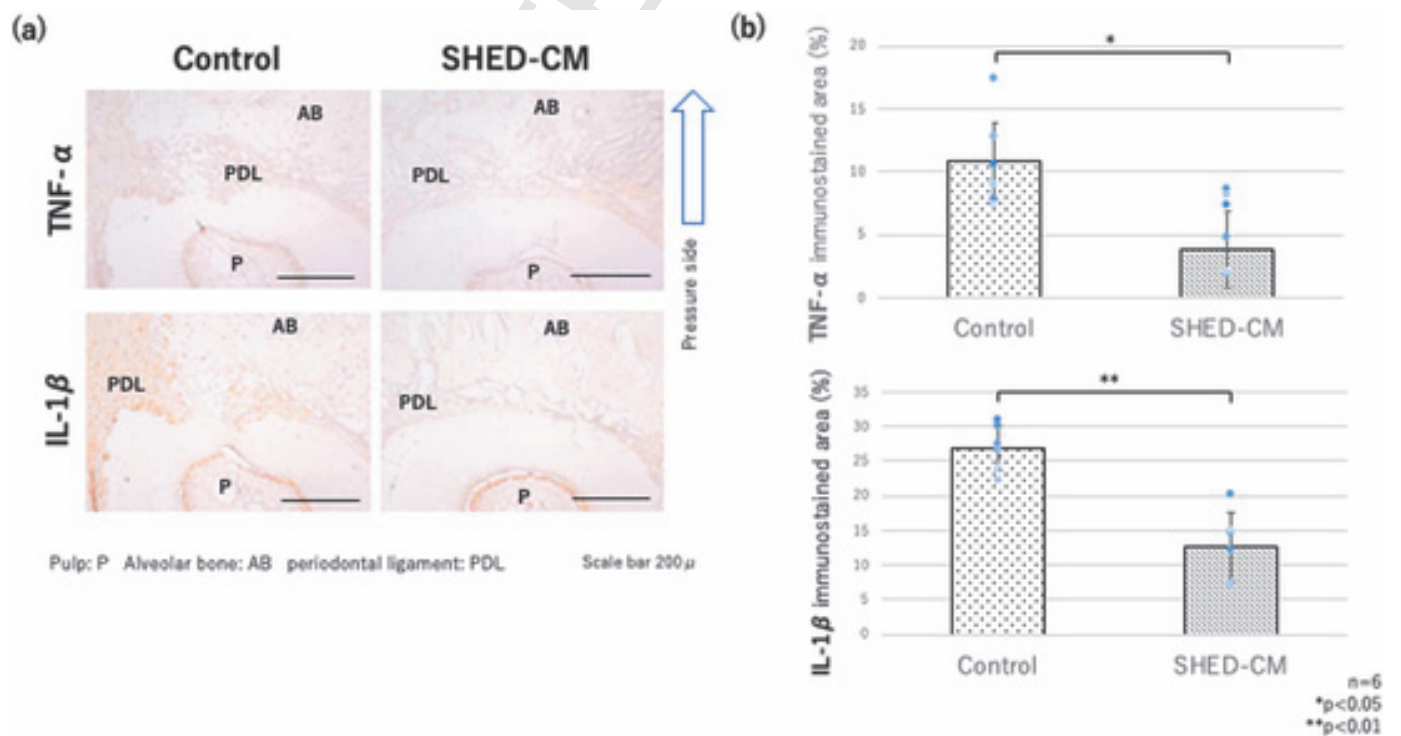 (a)
Control SHED-CM
TNF-α
AB
PDL
P
AB
PDL
P
IL-1β
AB
PDL
P
AB
PDL
P
Pressure side
Pulp: P Alveolar bone: AB periodontal ligament: PDL Scale bar 200μ
(b)
TNF-α immunostained area (%)
20
15
10
5
0
*
Control SHED-CM
IL-1β immunostained area (%)
35
30
25
20
15
10
5
0
**
Control SHED-CM
n=6
*p<0.05
**p<0.01